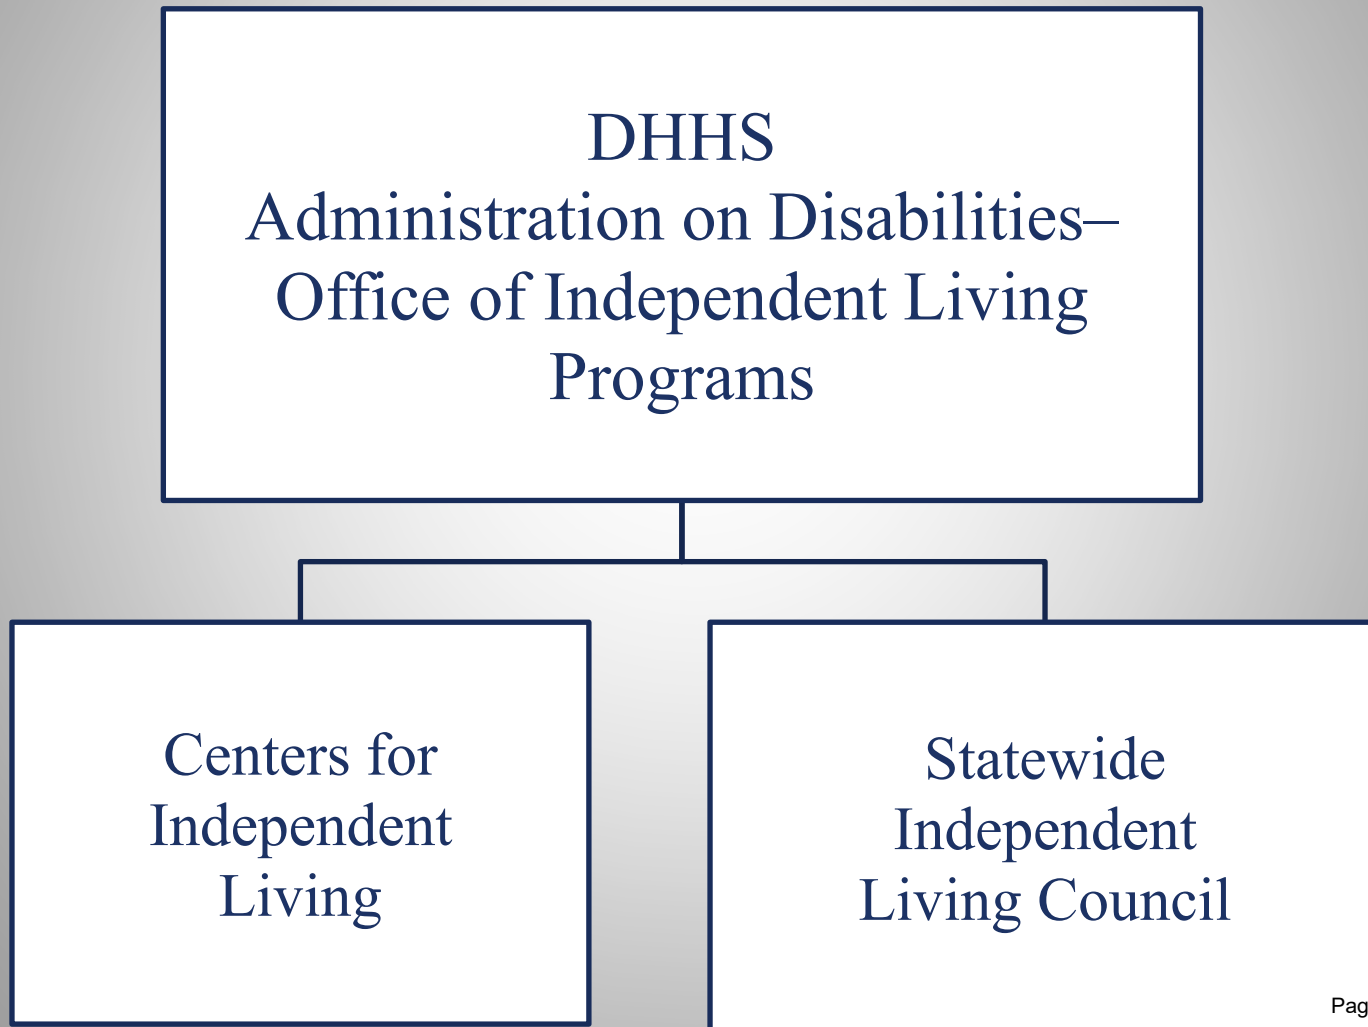 DHHS
Administration on Disabilities–
Office of Independent Living
Programs
Centers for
Independent
Living
Statewide
Independent
Living Council
Pag